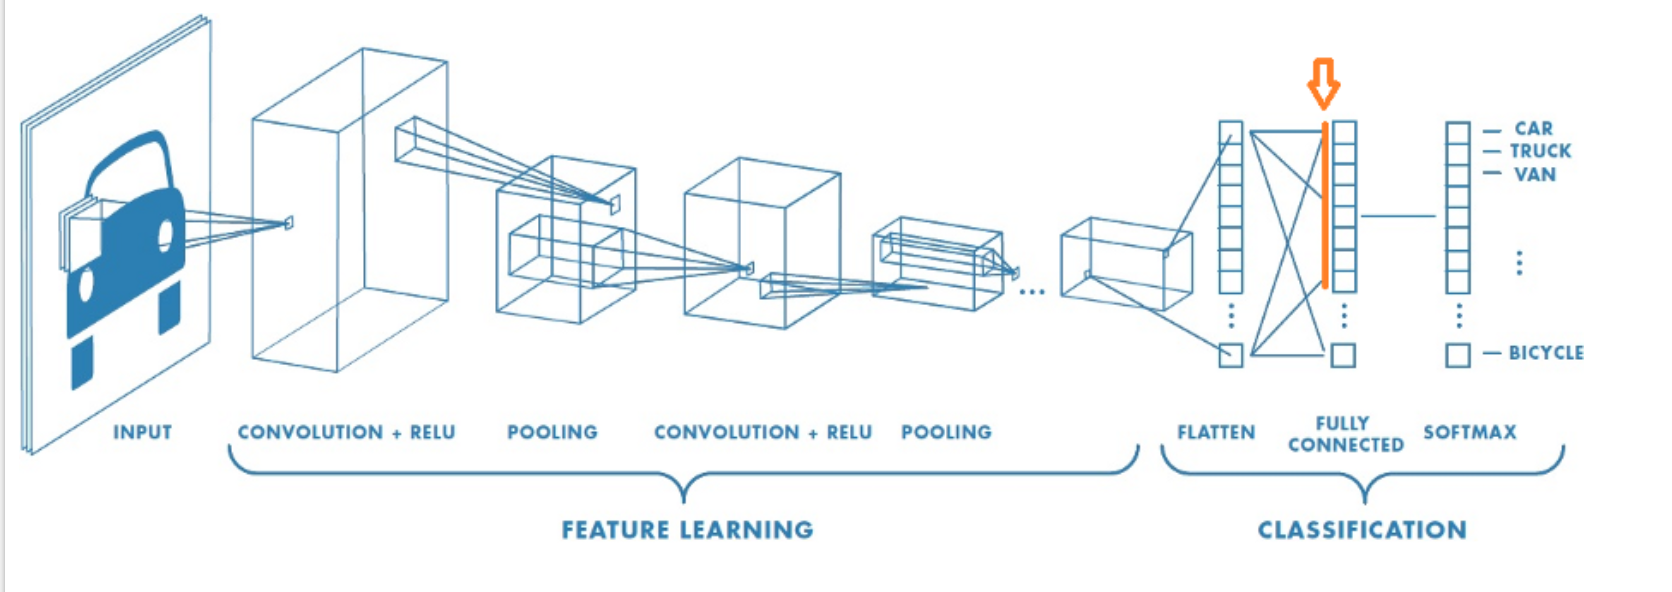 CAR
TRUCK
VAN
BICYCLE
INPUT
CONVOLUTION + RELU
POOLING
CONVOLUTION + RELU
POOLING
FLATTEN
FULLY
CONNECTED
SOFTMAX
FEATURE LEARNING
CLASSIFICATION